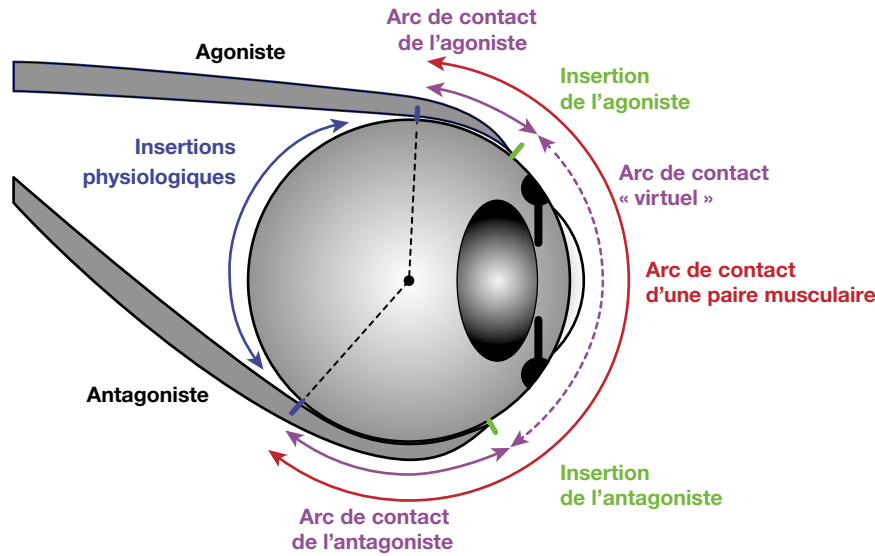 Arc de contact
de l’agoniste
Agoniste
Insertion
de l’agoniste
Insertions
physiologiques
Arc de contact
« virtuel »
Arc de contact
d’une paire musculaire
Antagoniste
Insertion
de l’antagoniste
Arc de contact
de l’antagoniste